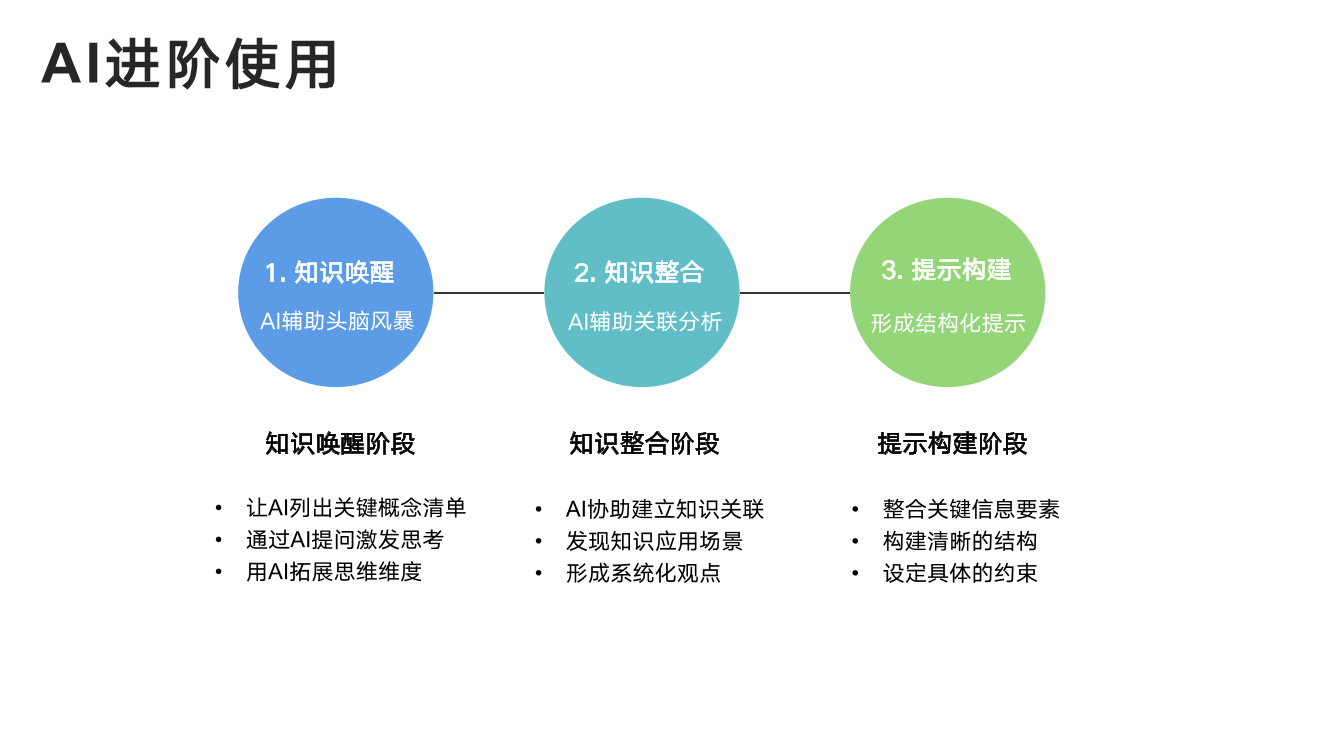 AI进阶使用
1. 知识唤醒
AI辅助头脑风暴
2. 知识整合
AI辅助关联分析
3. 提示构建
形成结构化提示
知识唤醒阶段
• 让AI列出关键概念清单
• 通过AI提问激发思考
• 用AI拓展思维维度
知识整合阶段
• AI协助建立知识关联
• 发现知识应用场景
• 形成系统化观点
提示构建阶段
• 整合关键信息要素
• 构建清晰的结构
• 设定具体的约束